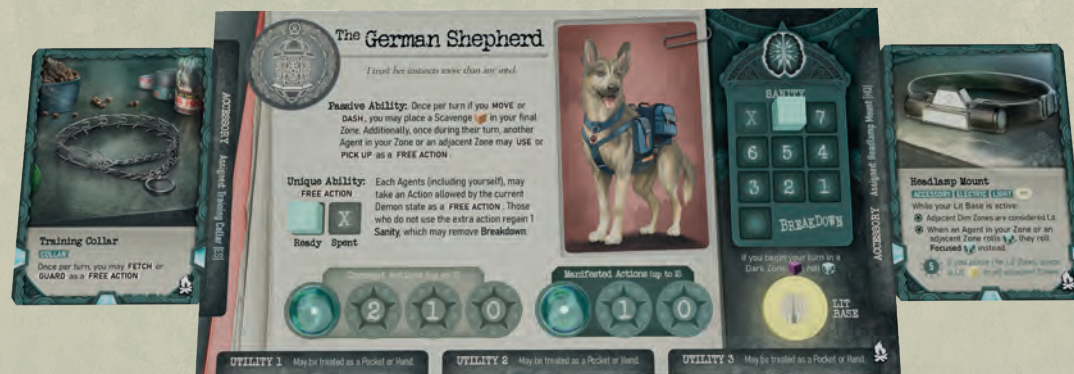 The German Shepherd
I trust her instincts more than my own.
Passive Ability: Once per turn if you MOVE or
DASH, you may place a Scavenge in your final
Zone. Additionally, once during their turn, another
Agent in your Zone or an adjacent Zone may USE or
PICK UP as a FREE ACTION.
Unique Ability:
FREE ACTION
X
Ready Spent
Each Agents (including yourself), may
take an Action allowed by the current
Demon state as a FREE ACTION. Those
who do not use the extra action regain 1
Sanity, which may remove Breakdown.
2 1 0
Manifested Actions (up to 2)
1 0
UTILITY 1 May be treated as a Pocket or Hand.
UTILITY 2 May be treated as a Pocket or Hand.
UTILITY 3 May be treated as a Pocket or Hand.
SANITY
X 7
6 5 4
3 2 1
BREAKDOWN
If you begin your turn in a
Dark Zone
LIT
BASE
ACCESSORY Assigned Training Collar
Training Collar
COLLAR
Once per turn, you may FETCH or
GUARD as a FREE ACTION.
ACCESSORY Assigned Headlamp Mount
Headlamp Mount
ACCESSORY ELECTRIC LIGHT
While your Lit Base is active:
Adjacent Dim Zones are considered Lit
When an Agent in your Zone or an
adjacent Zone rolls, they roll
Focused instead.
5